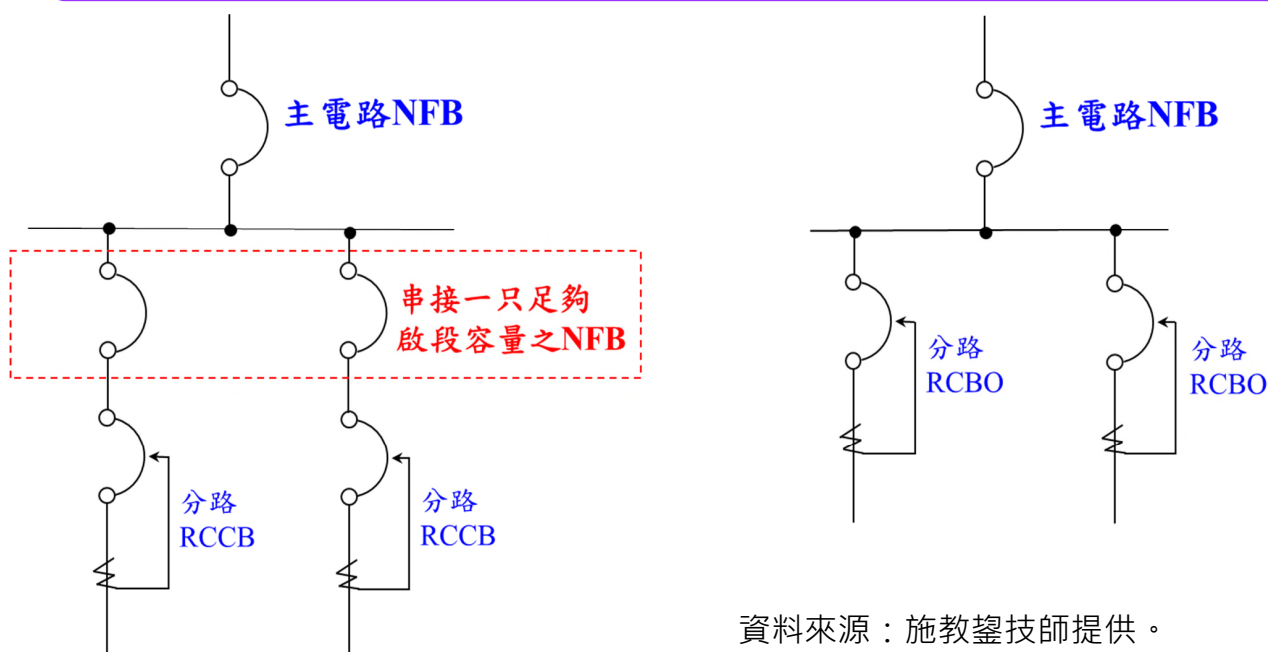 主電路NFB
串接一只足夠
啟段容量之NFB
分路
RCCB
分路
RCCB
主電路NFB
分路
RCBO
分路
RCBO
資料來源：施教鋆技師提供。